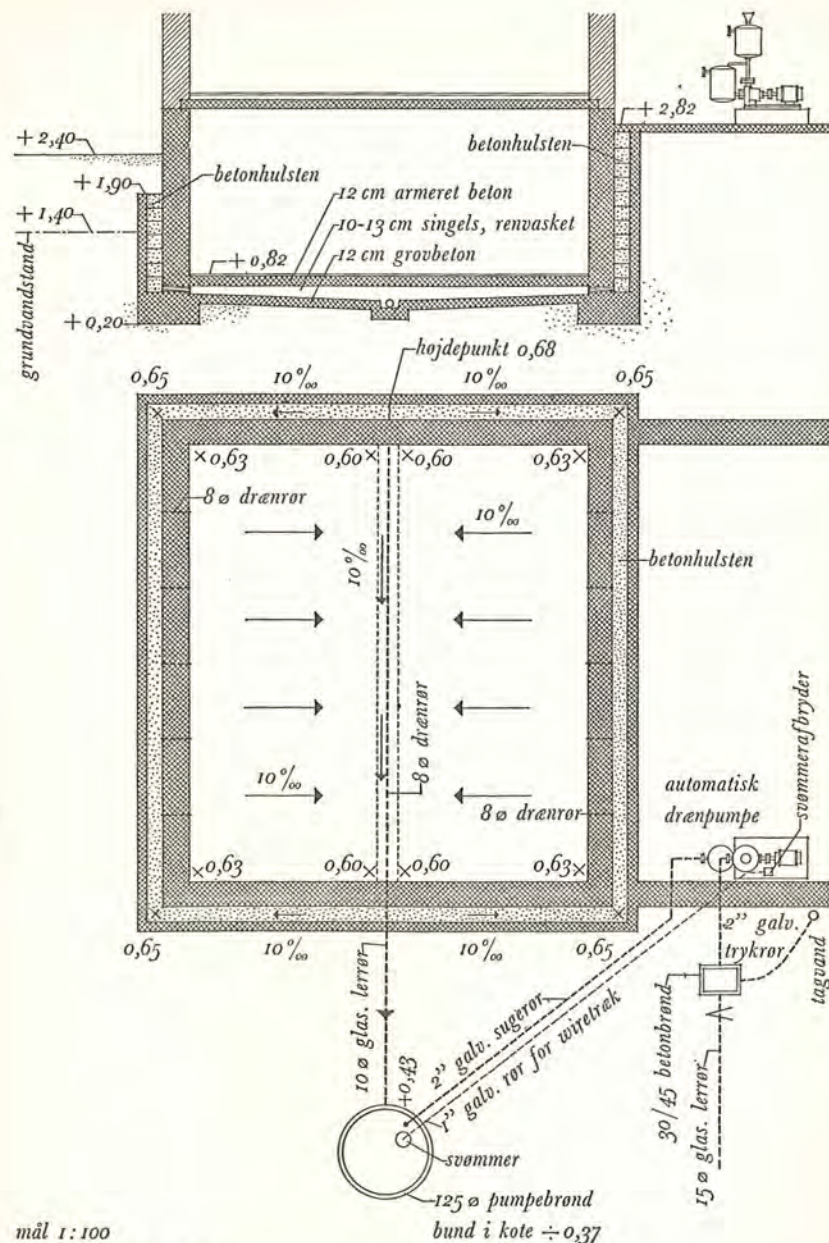 + 2,40
+ 1,90
+ 1,40
grundvandstand
+ 0,20
betonhulsten
+ 0,82
12 cm armeret beton
10-13 cm singels, renvasket
12 cm grovbeton
betonhulsten
+ 2,82
højdepunkt 0,68
0,65
10 ‰
10 ‰
0,65
0,63
0,60
0,60
0,63
8 ø drænrør
10 ‰
10 ‰
betonhulsten
8 ø drænrør
10 ‰
8 ø drænrør
automatisk
drænpumpe
svømmerafbryder
0,63
0,60
0,60
0,63
0,65
10 ‰
10 ‰
0,65
2" galv.
trykrør
tagvand
10 ø glas. lerrør
+0,43
2" galv. sugerør
1" galv. rør for wiretræk
30/45 betonbrønd
15 ø glas. lerrør
svømmer
125 ø pumpebrønd
bund i kote ÷ 0,37
mål 1 : 100